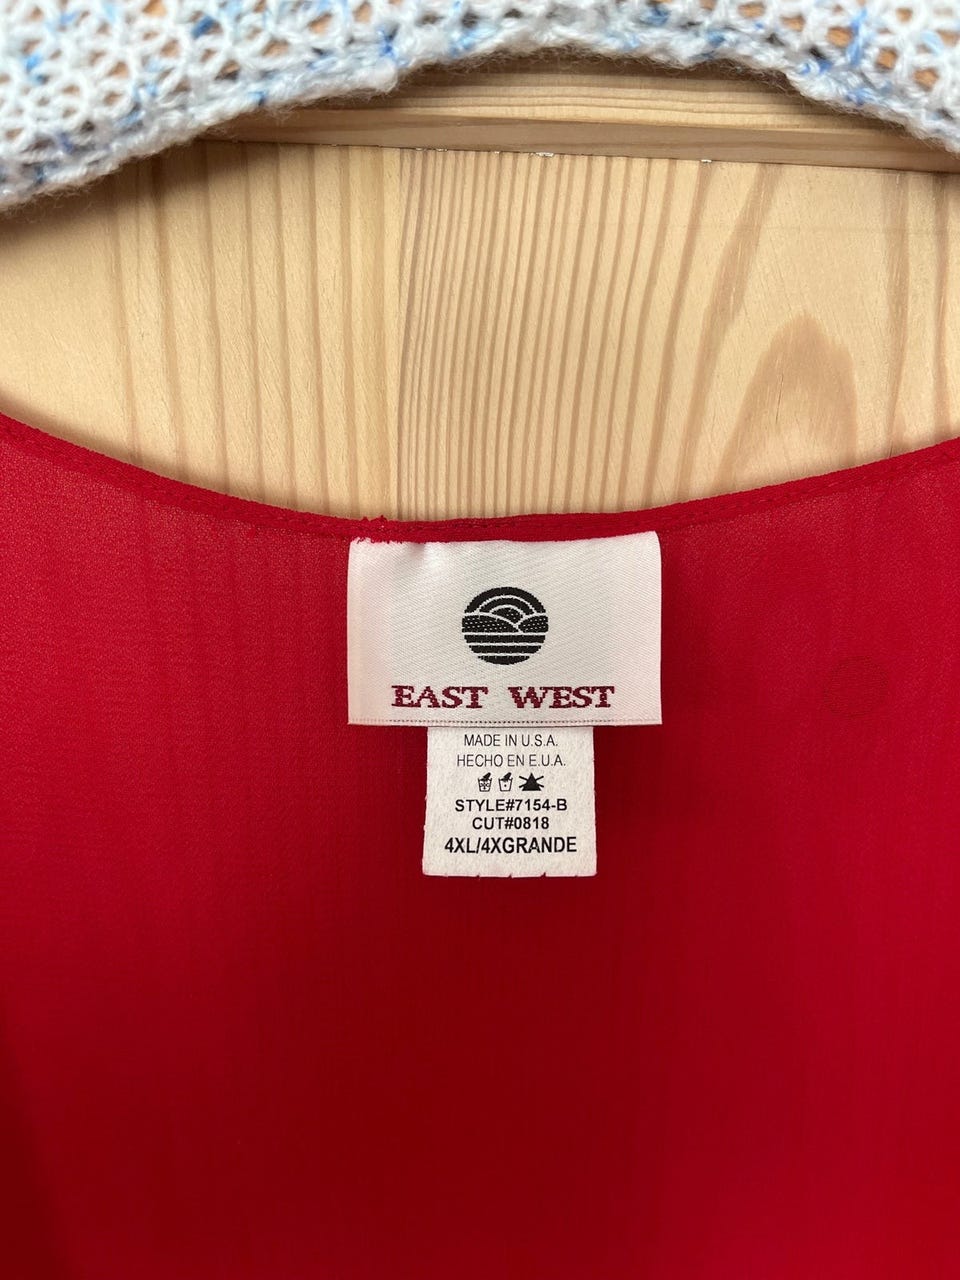 EAST WEST
MADE IN U.S.A.
HECHO EN E.U.A.
STYLE#7154-B
CUT#0818
4XL/4XGRANDE